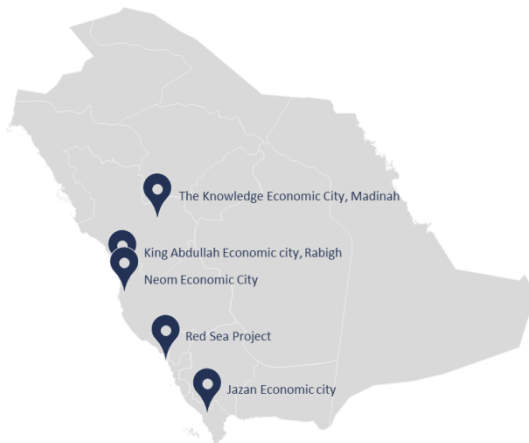 The Knowledge Economic City, Madinah
King Abdullah Economic city, Rabigh
Neom Economic City
Red Sea Project
Jazan Economic city